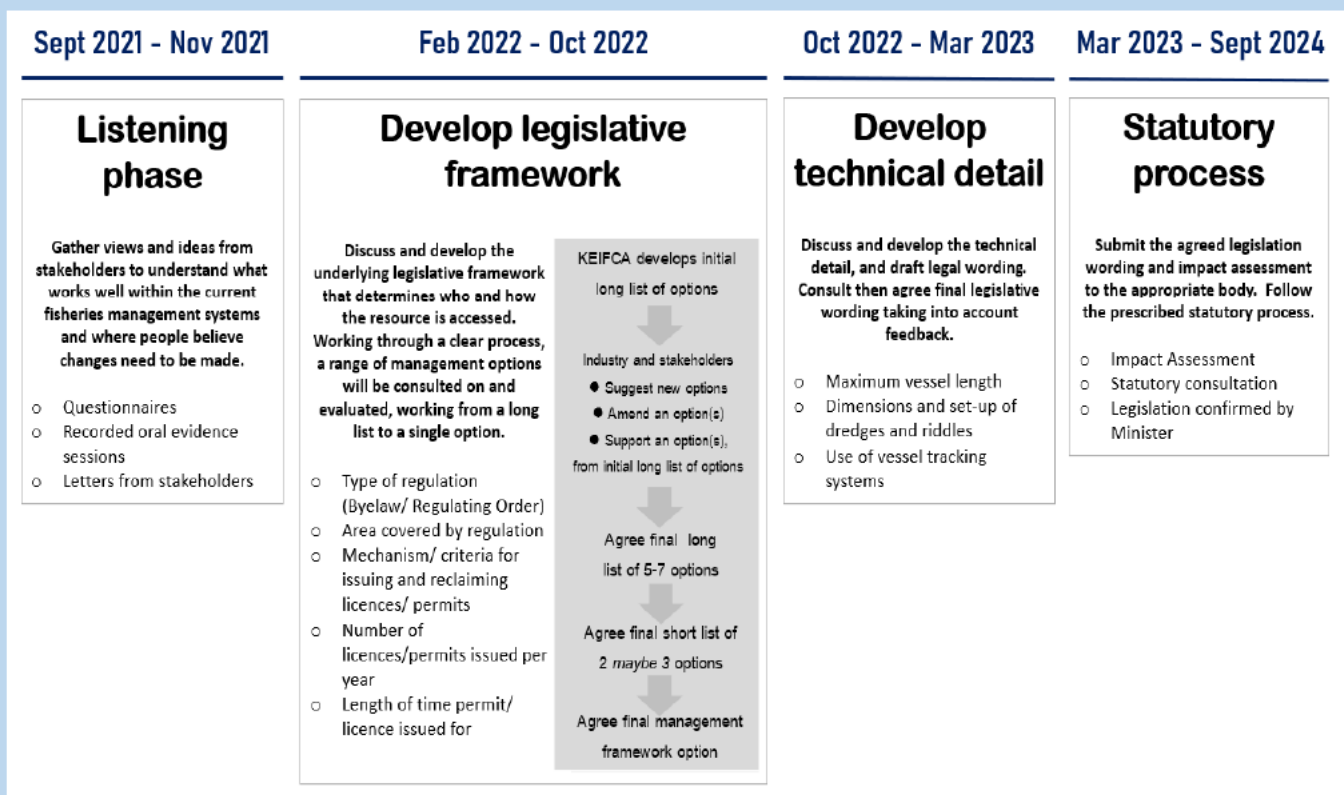 Sept 2021 - Nov 2021
Listening
phase
Gather views and ideas from
stakeholders to understand what
works well within the current
fisheries management systems
and where people believe
changes need to be made.
o Questionnaires
o Recorded oral evidence
sessions
o Letters from stakeholders
Feb 2022 - Oct 2022
Develop legislative
framework
Discuss and develop the
underlying legislative framework
that determines who and how
the resource is accessed.
Working through a clear process,
a range of management options
will be consulted on and
evaluated, working from a long
list to a single option.
o Type of regulation
(Byelaw/ Regulating Order)
o Area covered by regulation
o Mechanism/ criteria for
issuing and reclaiming
licences/ permits
o Number of
licences/permits issued per
year
o Length of time permit/
licence issued for
KEIFCA develops initial
long list of options
Industry and stakeholders
● Suggest new options
● Amend an option(s)
● Support an option(s),
from initial long list of options
Agree final long
list of 5-7 options
Agree final short list of
2 maybe 3 options
Agree final management
framework option
Oct 2022 - Mar 2023
Develop
technical detail
Discuss and develop the technical
detail, and draft legal wording.
Consult then agree final legislative
wording taking into account
feedback.
o Maximum vessel length
o Dimensions and set-up of
dredges and riddles
o Use of vessel tracking
systems
Mar 2023 - Sept 2024
Statutory
process
Submit the agreed legislation
wording and impact assessment
to the appropriate body. Follow
the prescribed statutory process.
o Impact Assessment
o Statutory consultation
o Legislation confirmed by
Minister